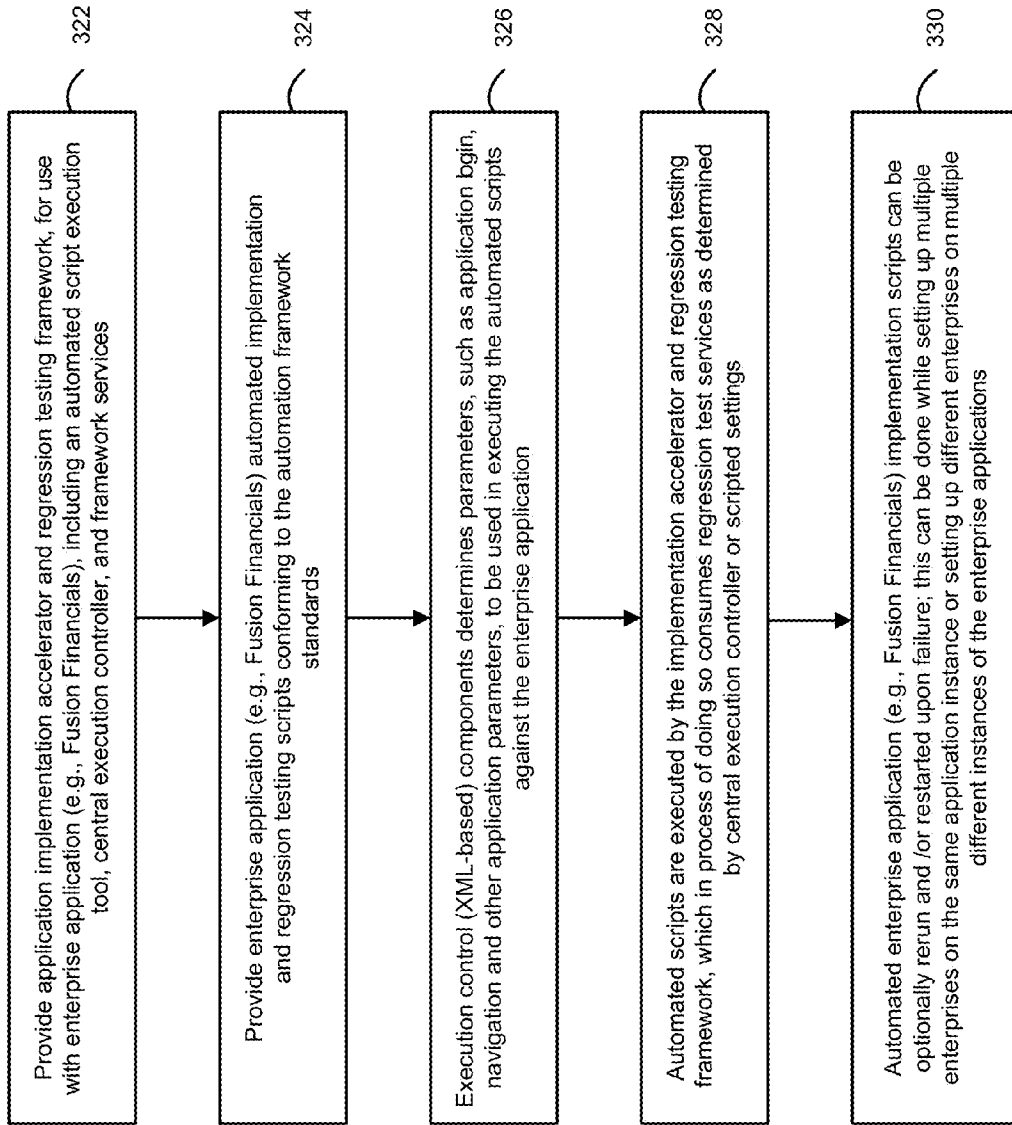 Provide application implementation accelerator and regression testing framework, for use
with enterprise application (e.g., Fusion Financials), including an automated script execution
tool, central execution controller, and framework services
322
Provide enterprise application (e.g., Fusion Financials) automated implementation
and regression testing scripts conforming to the automation framework
standards
324
Execution control (XML-based) components determines parameters, such as application bgin,
navigation and other application parameters, to be used in executing the automated scripts
against the enterprise application
326
Automated scripts are executed by the implementation accelerator and regression testing
framework, which in process of doing so consumes regression test services as determined
by central execution controller or scripted settings
328
Automated enterprise application (e.g., Fusion Financials) implementation scripts can be
optionally rerun and /or restarted upon failure; this can be done while setting up multiple
enterprises on the same application instance or setting up different enterprises on multiple
different instances of the enterprise applications
330